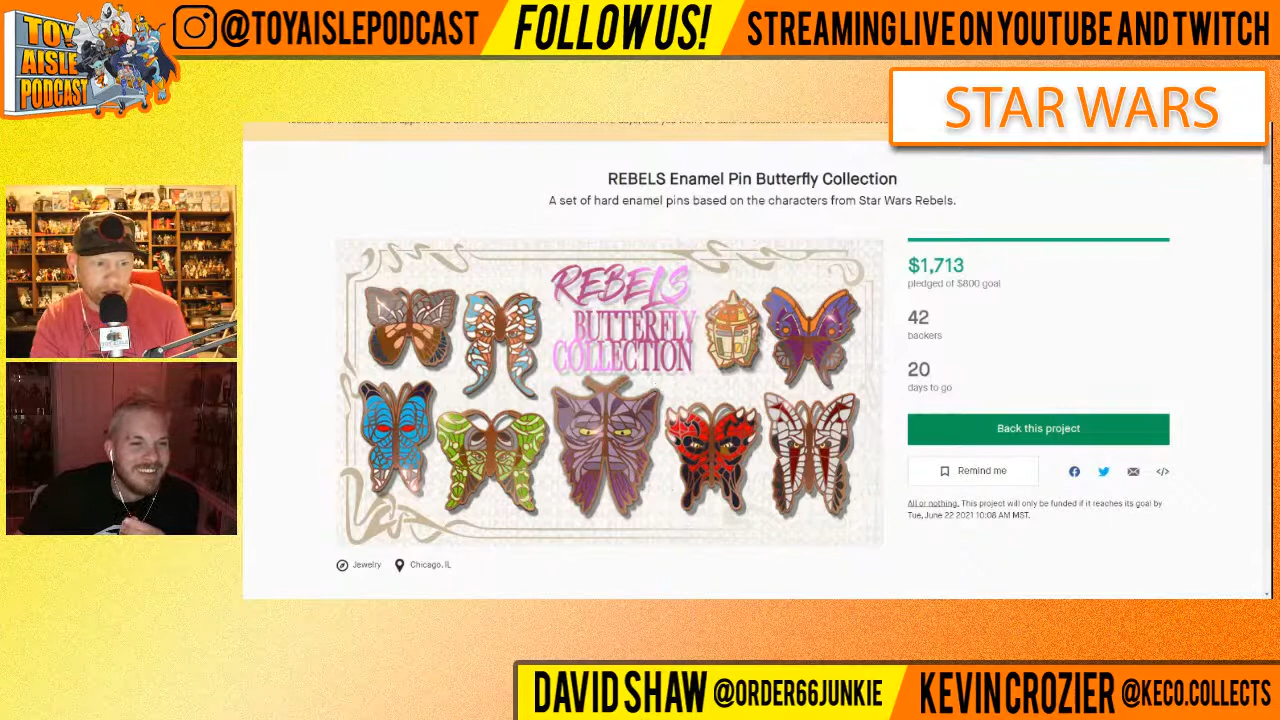 TOY
AISLE
PODCAST
@TOYAISLEPODCAST
FOLLOW US!
STREAMING LIVE ON YOUTUBE AND TWITCH
STAR WARS
REBELS Enamel Pin Butterfly Collection
A set of hard enamel pins based on the characters from Star Wars Rebels.
REBELS
BUTTERFLY
COLLECTION
$1,713
pledged of $800 goal
42
backers
20
days to go
Back this project
Remind me
All or nothing. This project will only be funded if it reaches its goal by
Tue, June 22 2021 10:08 AM MST.
Jewelry
Chicago, IL
DAVID SHAW @ORDER66JUNKIE
KEVIN CROZIER @KECO.COLLECTS